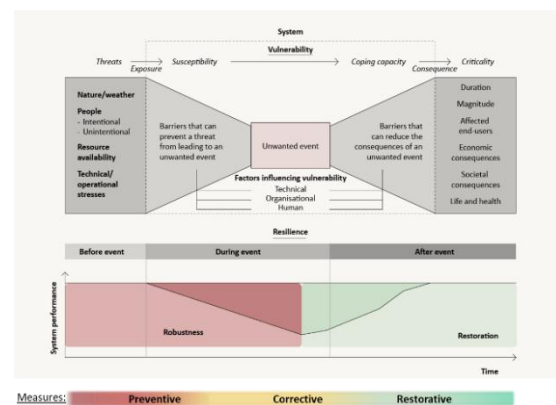 System
Vulnerability
Threats
Exposure
Susceptibility
Coping capacity
Consequence
Criticality
Nature/weather
People
- Intentional
- Unintentional
Resource
availability
Technical/
operational
stresses
Barriers that can
prevent a threat
from leading to an
unwanted event
Unwanted event
Barriers that
can reduce the
consequences of an
unwanted event
Duration
Magnitude
Affected
end-users
Economic
consequences
Societal
consequences
Life and health
Factors influencing vulnerability
Technical
Organisational
Human
Resilience
Before event
During event
After event
System performance
Robustness
Restoration
Time
Measures:
Preventive
Corrective
Restorative